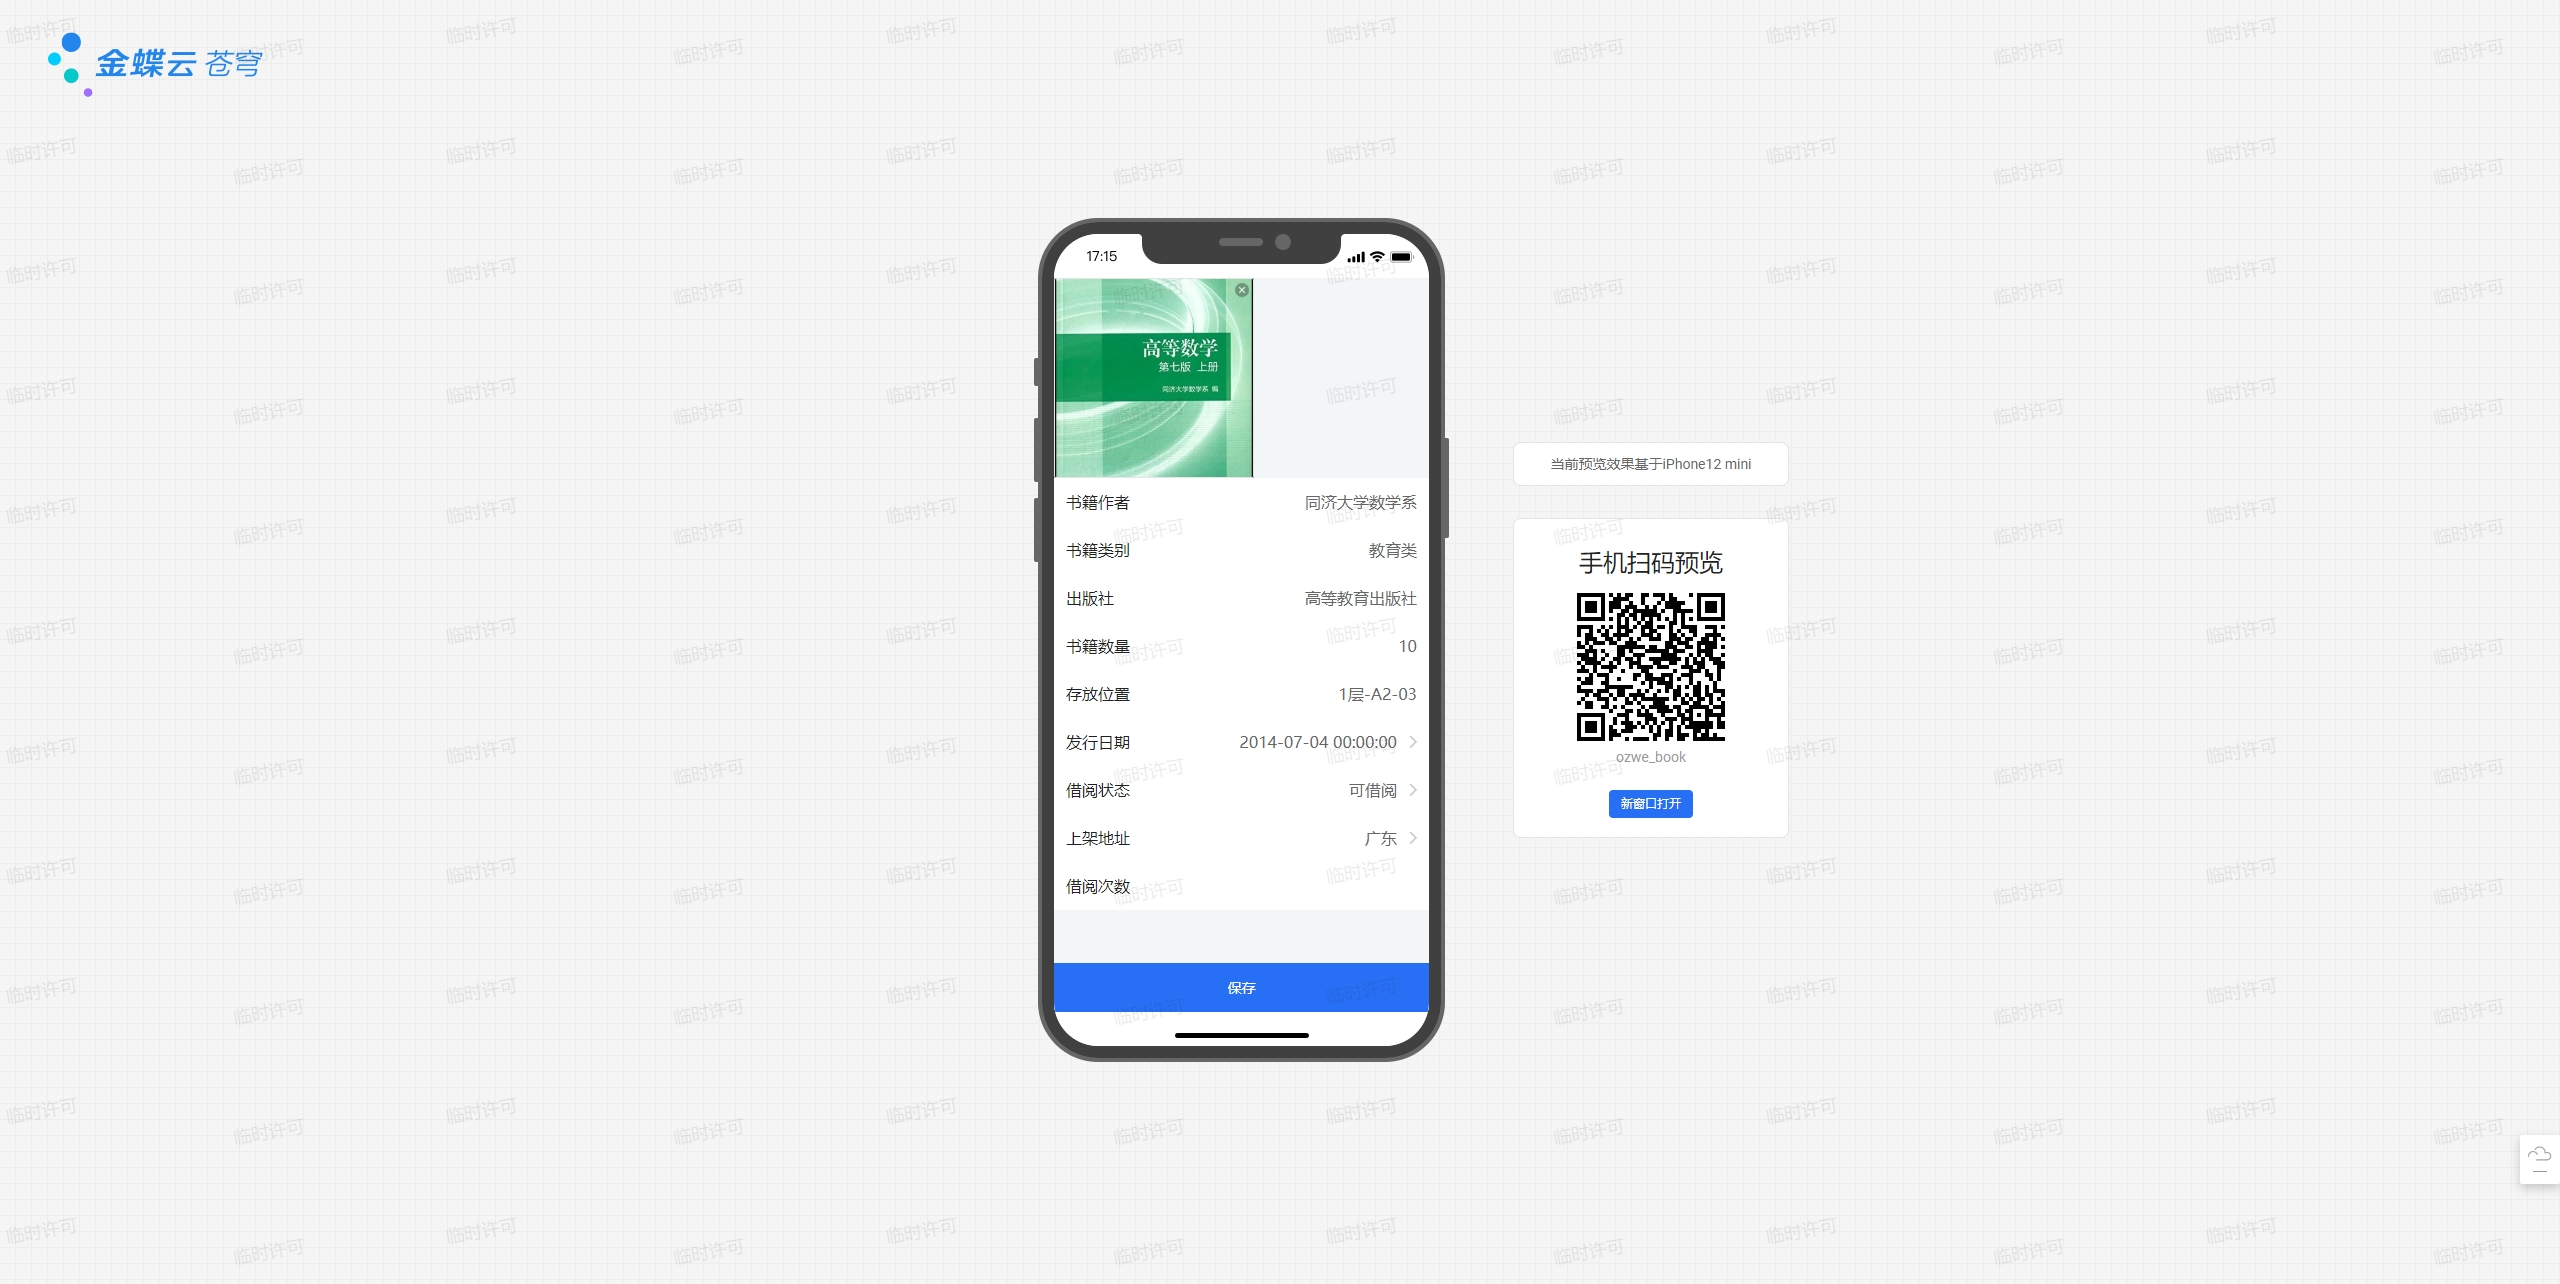 金蝶云 苍穹
17:15
高等数学
第七版 上册
同济大学数学系 编
书籍作者 同济大学数学系
书籍类别 教育类
出版社 高等教育出版社
书籍数量 10
存放位置 1层-A2-03
发行日期 2014-07-04 00:00:00
借阅状态 可借阅
上架地址 广东
借阅次数
保存
当前预览效果基于iPhone12 mini
手机扫码预览
ozwe_book
新窗口打开
临时许可